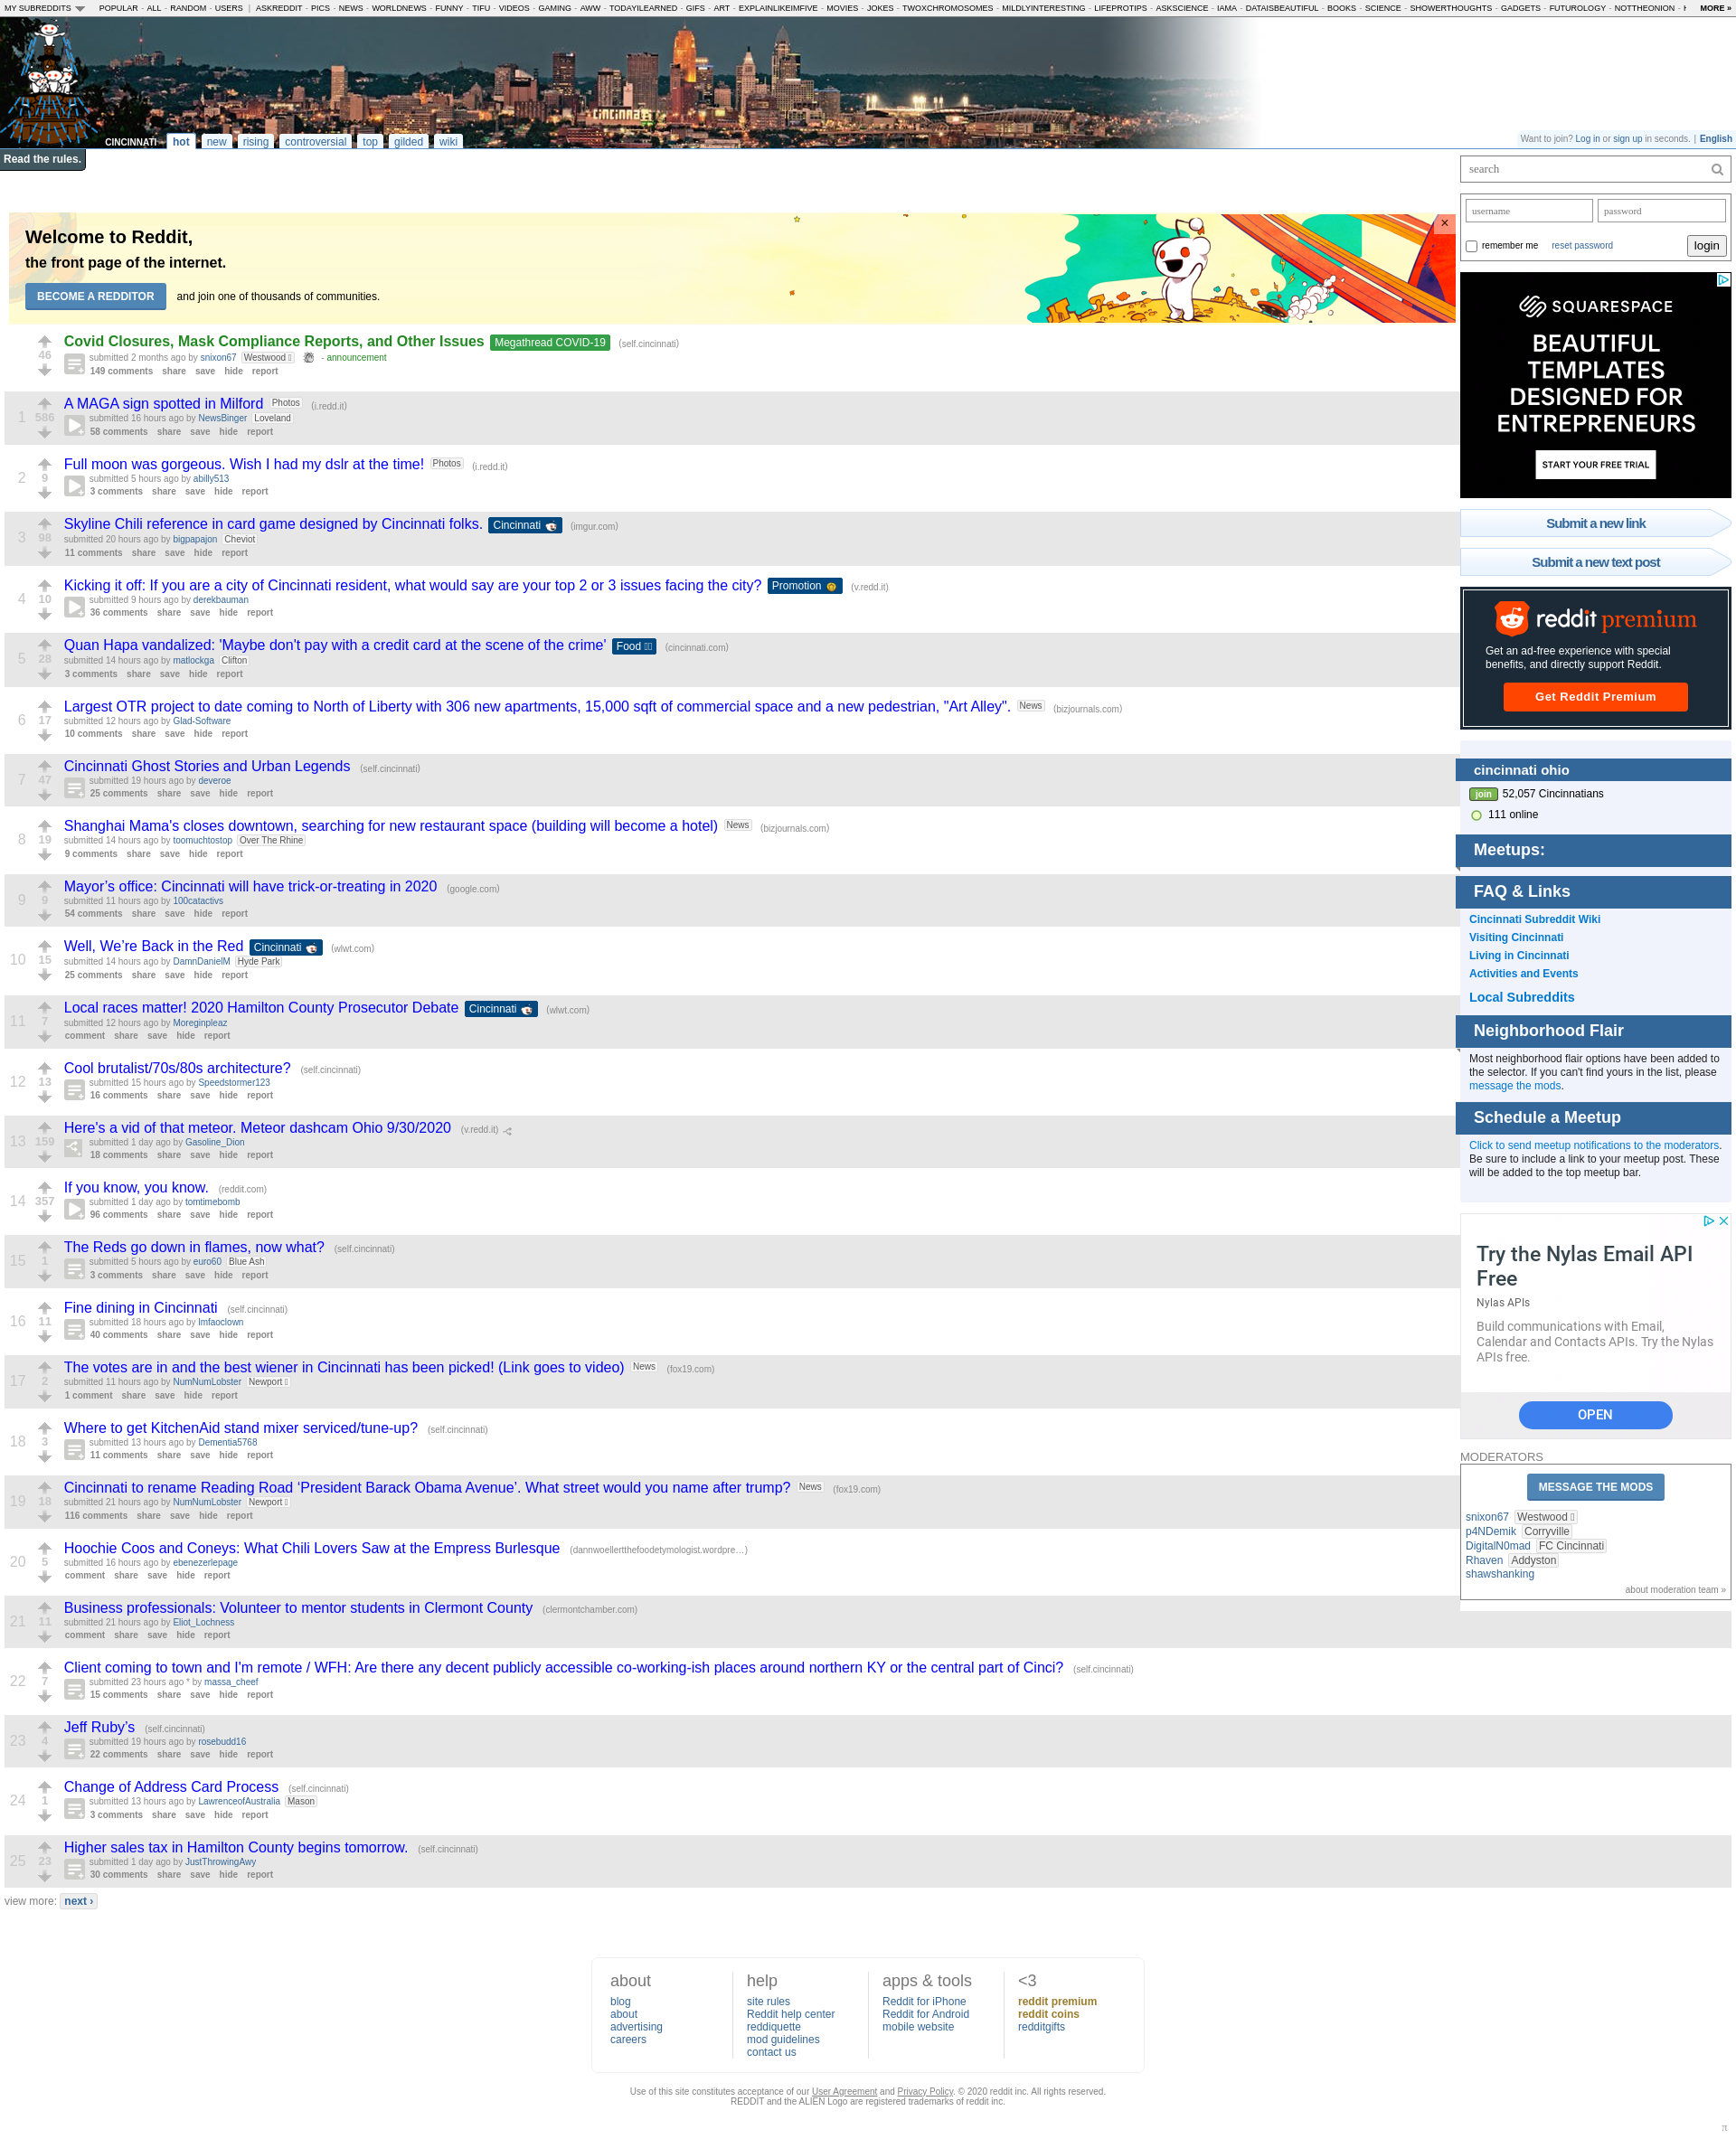 MY SUBREDDITS POPULAR - ALL - RANDOM - USERS | ASKREDDIT - PICS - NEWS - WORLDNEWS - FUNNY - TIFU - VIDEOS - GAMING - AWW - TODAYILEARNED - GIFS - ART - EXPLAINLIKEIMFIVE - MOVIES - JOKES - TWOXCHROMOSOMES - MILDLYINTERESTING - LIFEPROTIPS - ASKSCIENCE - IAMA - DATAISBEAUTIFUL - BOOKS - SCIENCE - SHOWERTHOUGHTS - GADGETS - FUTUROLOGY - NOTTHEONION - MORE »
CINCINNATI hot new rising controversial top gilded wiki
Want to join? Log in or sign up in seconds. | English
Read the rules.
search
username password
remember me reset password login
Welcome to Reddit,
the front page of the internet.
BECOME A REDDITOR and join one of thousands of communities.
46
Covid Closures, Mask Compliance Reports, and Other Issues Megathread COVID-19 (self.cincinnati)
submitted 2 months ago by snixon67 Westwood - announcement
149 comments share save hide report
1 586
A MAGA sign spotted in Milford Photos (i.redd.it)
submitted 16 hours ago by NewsBinger Loveland
58 comments share save hide report
2 9
Full moon was gorgeous. Wish I had my dslr at the time! Photos (i.redd.it)
submitted 5 hours ago by abilly513
3 comments share save hide report
3 98
Skyline Chili reference in card game designed by Cincinnati folks. Cincinnati (imgur.com)
submitted 20 hours ago by bigpapajon Cheviot
11 comments share save hide report
4 10
Kicking it off: If you are a city of Cincinnati resident, what would say are your top 2 or 3 issues facing the city? Promotion (v.redd.it)
submitted 9 hours ago by derekbauman
36 comments share save hide report
5 28
Quan Hapa vandalized: 'Maybe don't pay with a credit card at the scene of the crime' Food (cincinnati.com)
submitted 14 hours ago by matlockga Clifton
3 comments share save hide report
6 17
Largest OTR project to date coming to North of Liberty with 306 new apartments, 15,000 sqft of commercial space and a new pedestrian, "Art Alley". News (bizjournals.com)
submitted 12 hours ago by Glad-Software
10 comments share save hide report
7 47
Cincinnati Ghost Stories and Urban Legends (self.cincinnati)
submitted 19 hours ago by deveroe
25 comments share save hide report
8 19
Shanghai Mama's closes downtown, searching for new restaurant space (building will become a hotel) News (bizjournals.com)
submitted 14 hours ago by toomuchtostop Over The Rhine
9 comments share save hide report
9 9
Mayor’s office: Cincinnati will have trick-or-treating in 2020 (google.com)
submitted 11 hours ago by 100catactivs
54 comments share save hide report
10 15
Well, We’re Back in the Red Cincinnati (wlwt.com)
submitted 14 hours ago by DamnDanielM Hyde Park
25 comments share save hide report
11 7
Local races matter! 2020 Hamilton County Prosecutor Debate Cincinnati (wlwt.com)
submitted 12 hours ago by Moreginpleaz
comment share save hide report
12 13
Cool brutalist/70s/80s architecture? (self.cincinnati)
submitted 15 hours ago by Speedstormer123
16 comments share save hide report
13 159
Here's a vid of that meteor. Meteor dashcam Ohio 9/30/2020 (v.redd.it)
submitted 1 day ago by Gasoline_Dion
18 comments share save hide report
14 357
If you know, you know. (reddit.com)
submitted 1 day ago by tomtimebomb
96 comments share save hide report
15 1
The Reds go down in flames, now what? (self.cincinnati)
submitted 5 hours ago by euro60 Blue Ash
3 comments share save hide report
16 11
Fine dining in Cincinnati (self.cincinnati)
submitted 18 hours ago by lmfaoclown
40 comments share save hide report
17 2
The votes are in and the best wiener in Cincinnati has been picked! (Link goes to video) News (fox19.com)
submitted 11 hours ago by NumNumLobster Newport
1 comment share save hide report
18 3
Where to get KitchenAid stand mixer serviced/tune-up? (self.cincinnati)
submitted 13 hours ago by Dementia5768
11 comments share save hide report
19 18
Cincinnati to rename Reading Road ‘President Barack Obama Avenue’. What street would you name after trump? News (fox19.com)
submitted 21 hours ago by NumNumLobster Newport
116 comments share save hide report
20 5
Hoochie Coos and Coneys: What Chili Lovers Saw at the Empress Burlesque (dannwoellertthefoodetymologist.wordpre…)
submitted 16 hours ago by ebenezerlepage
comment share save hide report
21 11
Business professionals: Volunteer to mentor students in Clermont County (clermontchamber.com)
submitted 21 hours ago by Eliot_Lochness
comment share save hide report
22 7
Client coming to town and I'm remote / WFH: Are there any decent publicly accessible co-working-ish places around northern KY or the central part of Cinci? (self.cincinnati)
submitted 23 hours ago * by massa_cheef
15 comments share save hide report
23 4
Jeff Ruby’s (self.cincinnati)
submitted 19 hours ago by rosebudd16
22 comments share save hide report
24 1
Change of Address Card Process (self.cincinnati)
submitted 13 hours ago by LawrenceofAustralia Mason
3 comments share save hide report
25 23
Higher sales tax in Hamilton County begins tomorrow. (self.cincinnati)
submitted 1 day ago by JustThrowingAwy
30 comments share save hide report
view more: next ›
SQUARESPACE
BEAUTIFUL
TEMPLATES
DESIGNED FOR
ENTREPRENEURS
START YOUR FREE TRIAL
Submit a new link
Submit a new text post
reddit premium
Get an ad-free experience with special
benefits, and directly support Reddit.
Get Reddit Premium
cincinnati ohio
join 52,057 Cincinnatians
111 online
Meetups:
FAQ & Links
Cincinnati Subreddit Wiki
Visiting Cincinnati
Living in Cincinnati
Activities and Events
Local Subreddits
Neighborhood Flair
Most neighborhood flair options have been added to
the selector. If you can't find yours in the list, please
message the mods.
Schedule a Meetup
Click to send meetup notifications to the moderators.
Be sure to include a link to your meetup post. These
will be added to the top meetup bar.
Try the Nylas Email API
Free
Nylas APIs
Build communications with Email,
Calendar and Contacts APIs. Try the Nylas
APIs free.
OPEN
MODERATORS
MESSAGE THE MODS
snixon67 Westwood
p4NDemik Corryville
DigitalN0mad FC Cincinnati
Rhaven Addyston
shawshanking
about moderation team »
about
blog
about
advertising
careers
help
site rules
Reddit help center
reddiquette
mod guidelines
contact us
apps & tools
Reddit for iPhone
Reddit for Android
mobile website
<3
reddit premium
reddit coins
redditgifts
Use of this site constitutes acceptance of our User Agreement and Privacy Policy. © 2020 reddit inc. All rights reserved.
REDDIT and the ALIEN Logo are registered trademarks of reddit inc.
π